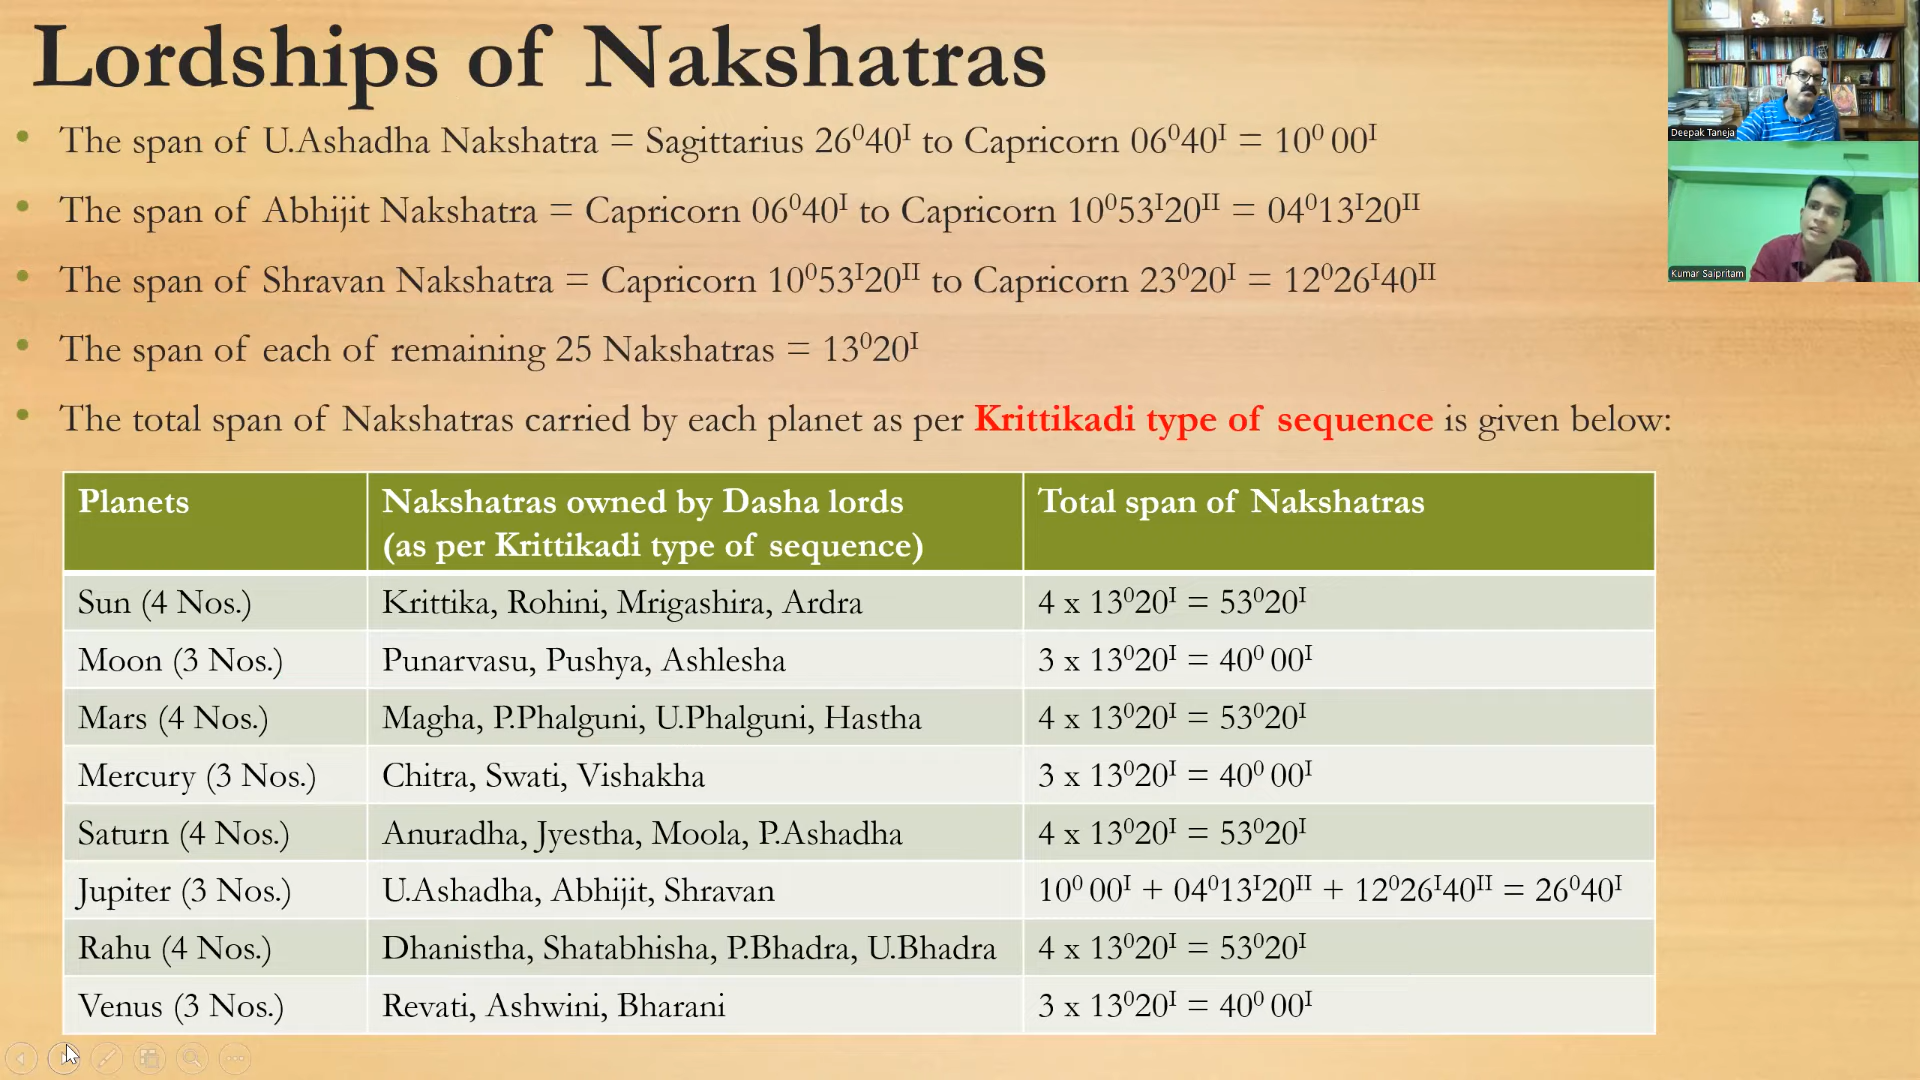 Lordships of Nakshatras
• The span of U.Ashadha Nakshatra = Sagittarius 26⁰40ᴵ to Capricorn 06⁰40ᴵ = 10⁰ 00ᴵ
• The span of Abhijit Nakshatra = Capricorn 06⁰40ᴵ to Capricorn 10⁰53ᴵ20ᴵᴵ = 04⁰13ᴵ20ᴵᴵ
• The span of Shravan Nakshatra = Capricorn 10⁰53ᴵ20ᴵᴵ to Capricorn 23⁰20ᴵ = 12⁰26ᴵ40ᴵᴵ
• The span of each of remaining 25 Nakshatras = 13⁰20ᴵ
• The total span of Nakshatras carried by each planet as per Krittikadi type of sequence is given below:
Planets Nakshatras owned by Dasha lords Total span of Nakshatras
(as per Krittikadi type of sequence)
Sun (4 Nos.) Krittika, Rohini, Mrigashira, Ardra 4 x 13⁰20ᴵ = 53⁰20ᴵ
Moon (3 Nos.) Punarvasu, Pushya, Ashlesha 3 x 13⁰20ᴵ = 40⁰ 00ᴵ
Mars (4 Nos.) Magha, P.Phalguni, U.Phalguni, Hastha 4 x 13⁰20ᴵ = 53⁰20ᴵ
Mercury (3 Nos.) Chitra, Swati, Vishakha 3 x 13⁰20ᴵ = 40⁰ 00ᴵ
Saturn (4 Nos.) Anuradha, Jyestha, Moola, P.Ashadha 4 x 13⁰20ᴵ = 53⁰20ᴵ
Jupiter (3 Nos.) U.Ashadha, Abhijit, Shravan 10⁰ 00ᴵ + 04⁰13ᴵ20ᴵᴵ + 12⁰26ᴵ40ᴵᴵ = 26⁰40ᴵ
Rahu (4 Nos.) Dhanistha, Shatabhisha, P.Bhadra, U.Bhadra 4 x 13⁰20ᴵ = 53⁰20ᴵ
Venus (3 Nos.) Revati, Ashwini, Bharani 3 x 13⁰20ᴵ = 40⁰ 00ᴵ
Deepak Taneja
Kumar Saipritam